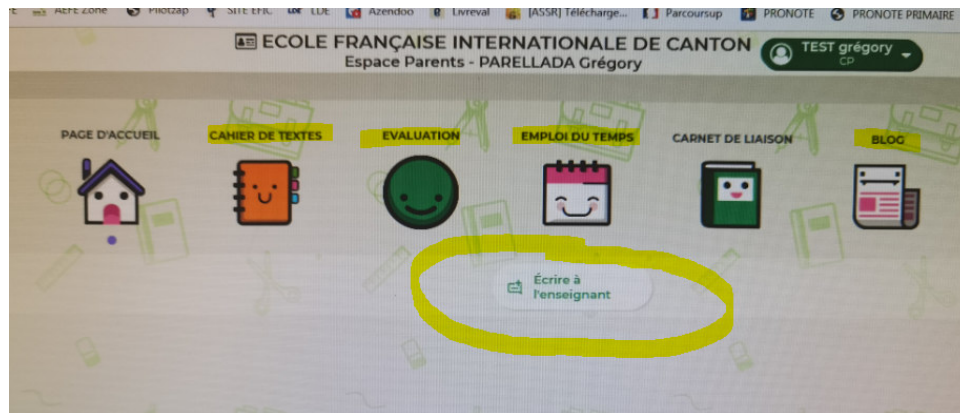 AEFE Zone PilotZap SITE EFIC LDE Azendoo Livreval [ASSR] Télécharge... Parcoursup PRONOTE PRONOTE PRIMAIRE
ECOLE FRANÇAISE INTERNATIONALE DE CANTON
Espace Parents - PARELLADA Grégory
TEST grégory
CP
PAGE D'ACCUEIL CAHIER DE TEXTES EVALUATION EMPLOI DU TEMPS CARNET DE LIAISON BLOG
Écrire à
l'enseignant